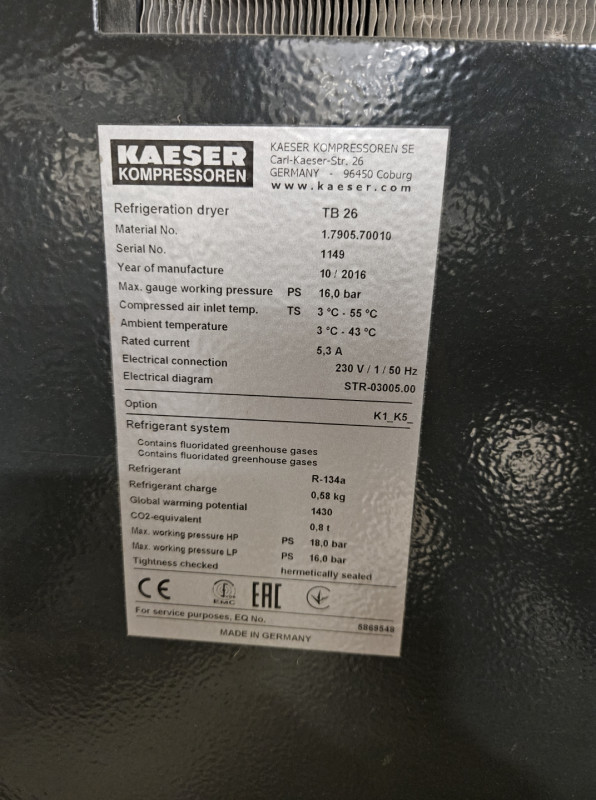 KAESER
KOMPRESSOREN
KAESER KOMPRESSOREN SE
Carl-Kaeser-Str. 26
GERMANY - 96450 Coburg
www.kaeser.com
Refrigeration dryer TB 26
Material No. 1.7905.70010
Serial No. 1149
Year of manufacture 10 / 2016
Max. gauge working pressure PS 16,0 bar
Compressed air inlet temp. TS 3 °C - 55 °C
Ambient temperature 3 °C - 43 °C
Rated current 5,3 A
Electrical connection 230 V / 1 / 50 Hz
Electrical diagram STR-03005.00
Option K1_K5_
Refrigerant system
Contains fluoridated greenhouse gases
Contains fluoridated greenhouse gases
Refrigerant R-134a
Refrigerant charge 0,58 kg
Global warming potential 1430
CO2-equivalent 0,8 t
Max. working pressure HP PS 18,0 bar
Max. working pressure LP PS 16,0 bar
Tightness checked hermetically sealed
CE EMC EAC
For service purposes, EQ No. 5868548
MADE IN GERMANY